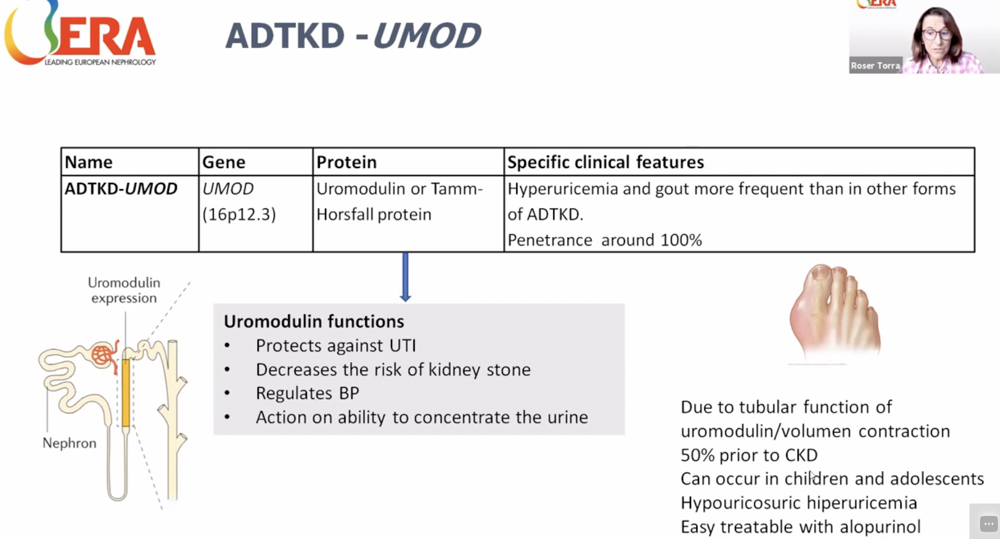 ERA
LEADING EUROPEAN NEPHROLOGY
ADTKD - UMOD
ERA
Roser Torra
Name Gene Protein Specific clinical features
ADTKD-UMOD UMOD Uromodulin or Tamm- Hyperuricemia and gout more frequent than in other forms
(16p12.3) Horsfall protein of ADTKD.
Penetrance around 100%
Uromodulin
expression
Nephron
Uromodulin functions
• Protects against UTI
• Decreases the risk of kidney stone
• Regulates BP
• Action on ability to concentrate the urine
Due to tubular function of
uromodulin/volumen contraction
50% prior to CKD
Can occur in children and adolescents
Hypouricosuric hiperuricemia
Easy treatable with alopurinol